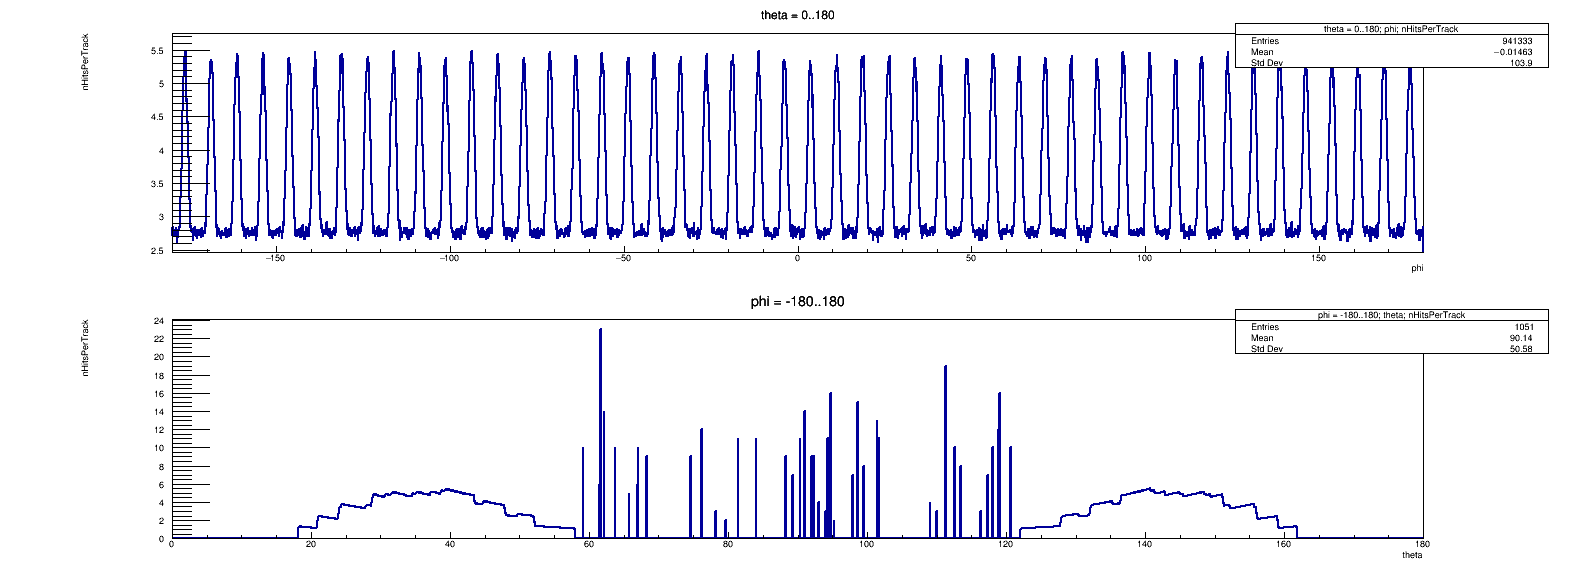 theta = 0..180
nHitsPerTrack
theta = 0..180; phi; nHitsPerTrack
Entries 941333
Mean −0.01463
Std Dev 103.9
5.5
5
4.5
4
3.5
3
2.5
−150 −100 −50 0 50 100 150
phi
phi = -180..180
nHitsPerTrack
phi = -180..180; theta; nHitsPerTrack
Entries 1051
Mean 90.14
Std Dev 50.58
24
22
20
18
16
14
12
10
8
6
4
2
0
0 20 40 60 80 100 120 140 160 180
theta